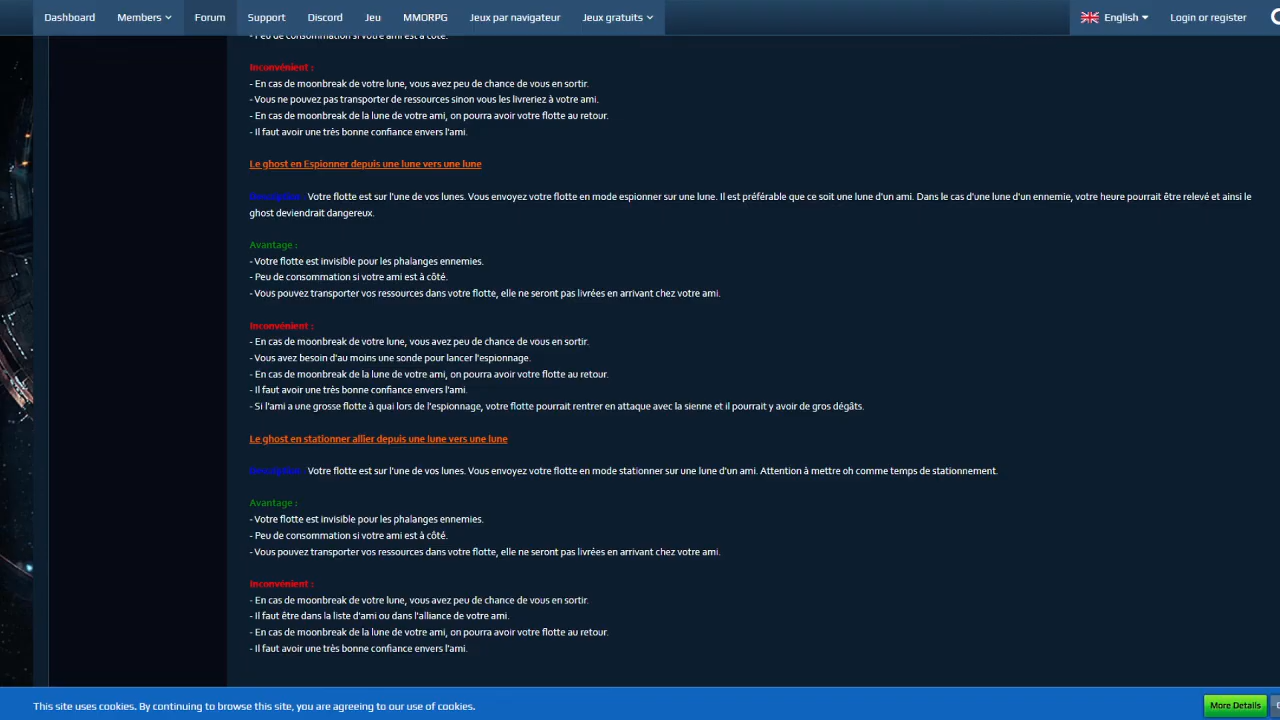 Dashboard Members Forum Support Discord Jeu MMORPG Jeux par navigateur Jeux gratuits English Login or register
- Peu de consommation si votre ami est à côté.
Inconvénient :
- En cas de moonbreak de votre lune, vous avez peu de chance de vous en sortir.
- Vous ne pouvez pas transporter de ressources sinon vous les livreriez à votre ami.
- En cas de moonbreak de la lune de votre ami, on pourra avoir votre flotte au retour.
- Il faut avoir une très bonne confiance envers l'ami.
Le ghost en Espionner depuis une lune vers une lune
Description : Votre flotte est sur l'une de vos lunes. Vous envoyez votre flotte en mode espionner sur une lune. Il est préférable que ce soit une lune d'un ami. Dans le cas d'une lune d'un ennemie, votre heure pourrait être relevé et ainsi le
ghost deviendrait dangereux.
Avantage :
- Votre flotte est invisible pour les phalanges ennemies.
- Peu de consommation si votre ami est à côté.
- Vous pouvez transporter vos ressources dans votre flotte, elle ne seront pas livrées en arrivant chez votre ami.
Inconvénient :
- En cas de moonbreak de votre lune, vous avez peu de chance de vous en sortir.
- Vous avez besoin d'au moins une sonde pour lancer l'espionnage.
- En cas de moonbreak de la lune de votre ami, on pourra avoir votre flotte au retour.
- Il faut avoir une très bonne confiance envers l'ami.
- Si l'ami a une grosse flotte à quai lors de l'espionnage, votre flotte pourrait rentrer en attaque avec la sienne et il pourrait y avoir de gros dégâts.
Le ghost en stationner allier depuis une lune vers une lune
Description : Votre flotte est sur l'une de vos lunes. Vous envoyez votre flotte en mode stationner sur une lune d'un ami. Attention à mettre oh comme temps de stationnement.
Avantage :
- Votre flotte est invisible pour les phalanges ennemies.
- Peu de consommation si votre ami est à côté.
- Vous pouvez transporter vos ressources dans votre flotte, elle ne seront pas livrées en arrivant chez votre ami.
Inconvénient :
- En cas de moonbreak de votre lune, vous avez peu de chance de vous en sortir.
- Il faut être dans la liste d'ami ou dans l'alliance de votre ami.
- En cas de moonbreak de la lune de votre ami, on pourra avoir votre flotte au retour.
- Il faut avoir une très bonne confiance envers l'ami.
This site uses cookies. By continuing to browse this site, you are agreeing to our use of cookies. More Details